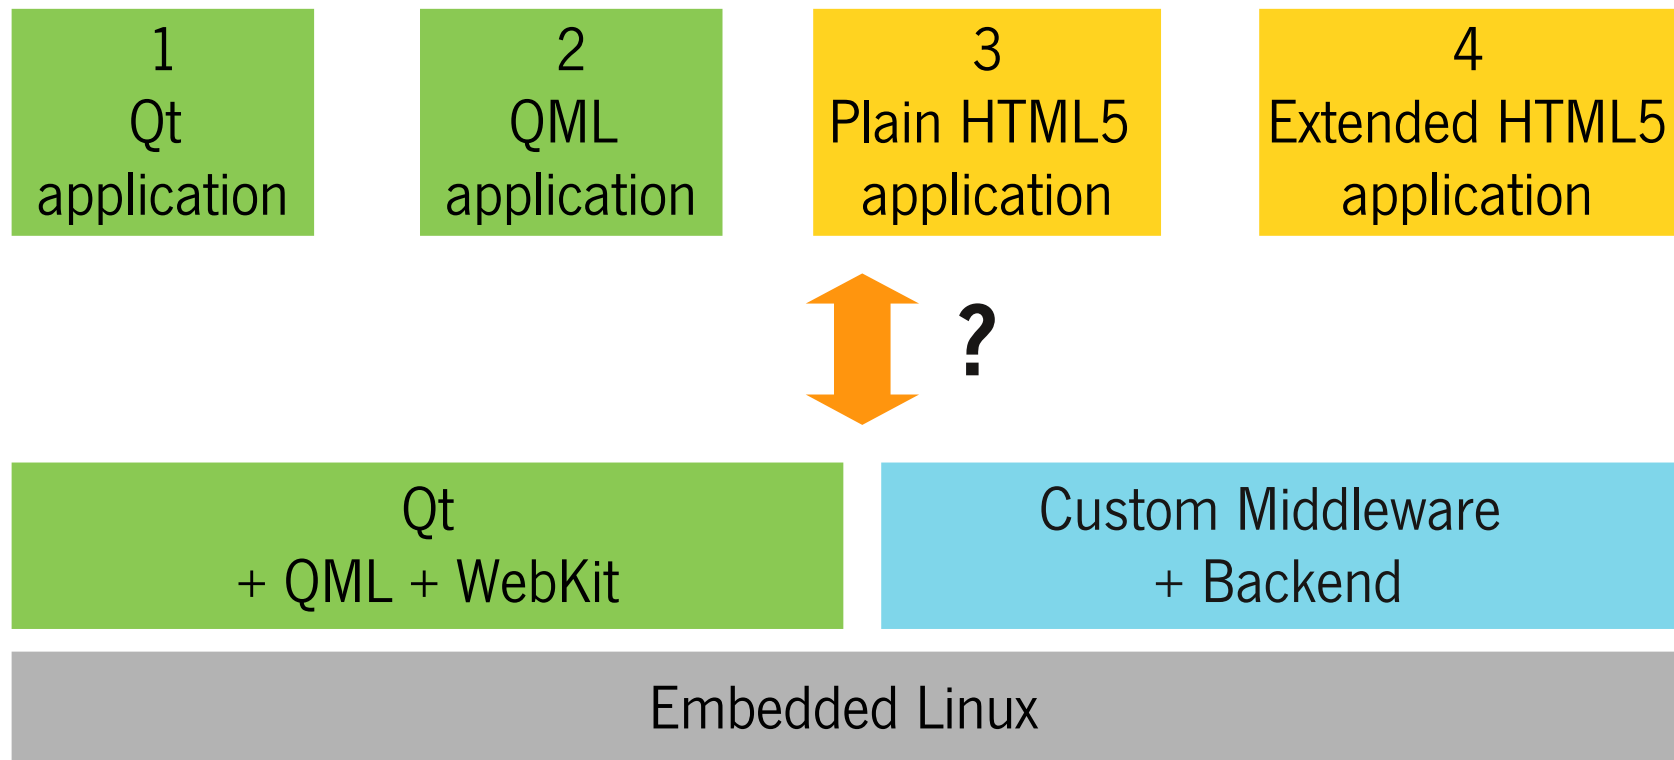 1
Qt
application
2
QML
application
3
Plain HTML5
application
4
Extended HTML5
application
?
Qt
+ QML + WebKit
Custom Middleware
+ Backend
Embedded Linux